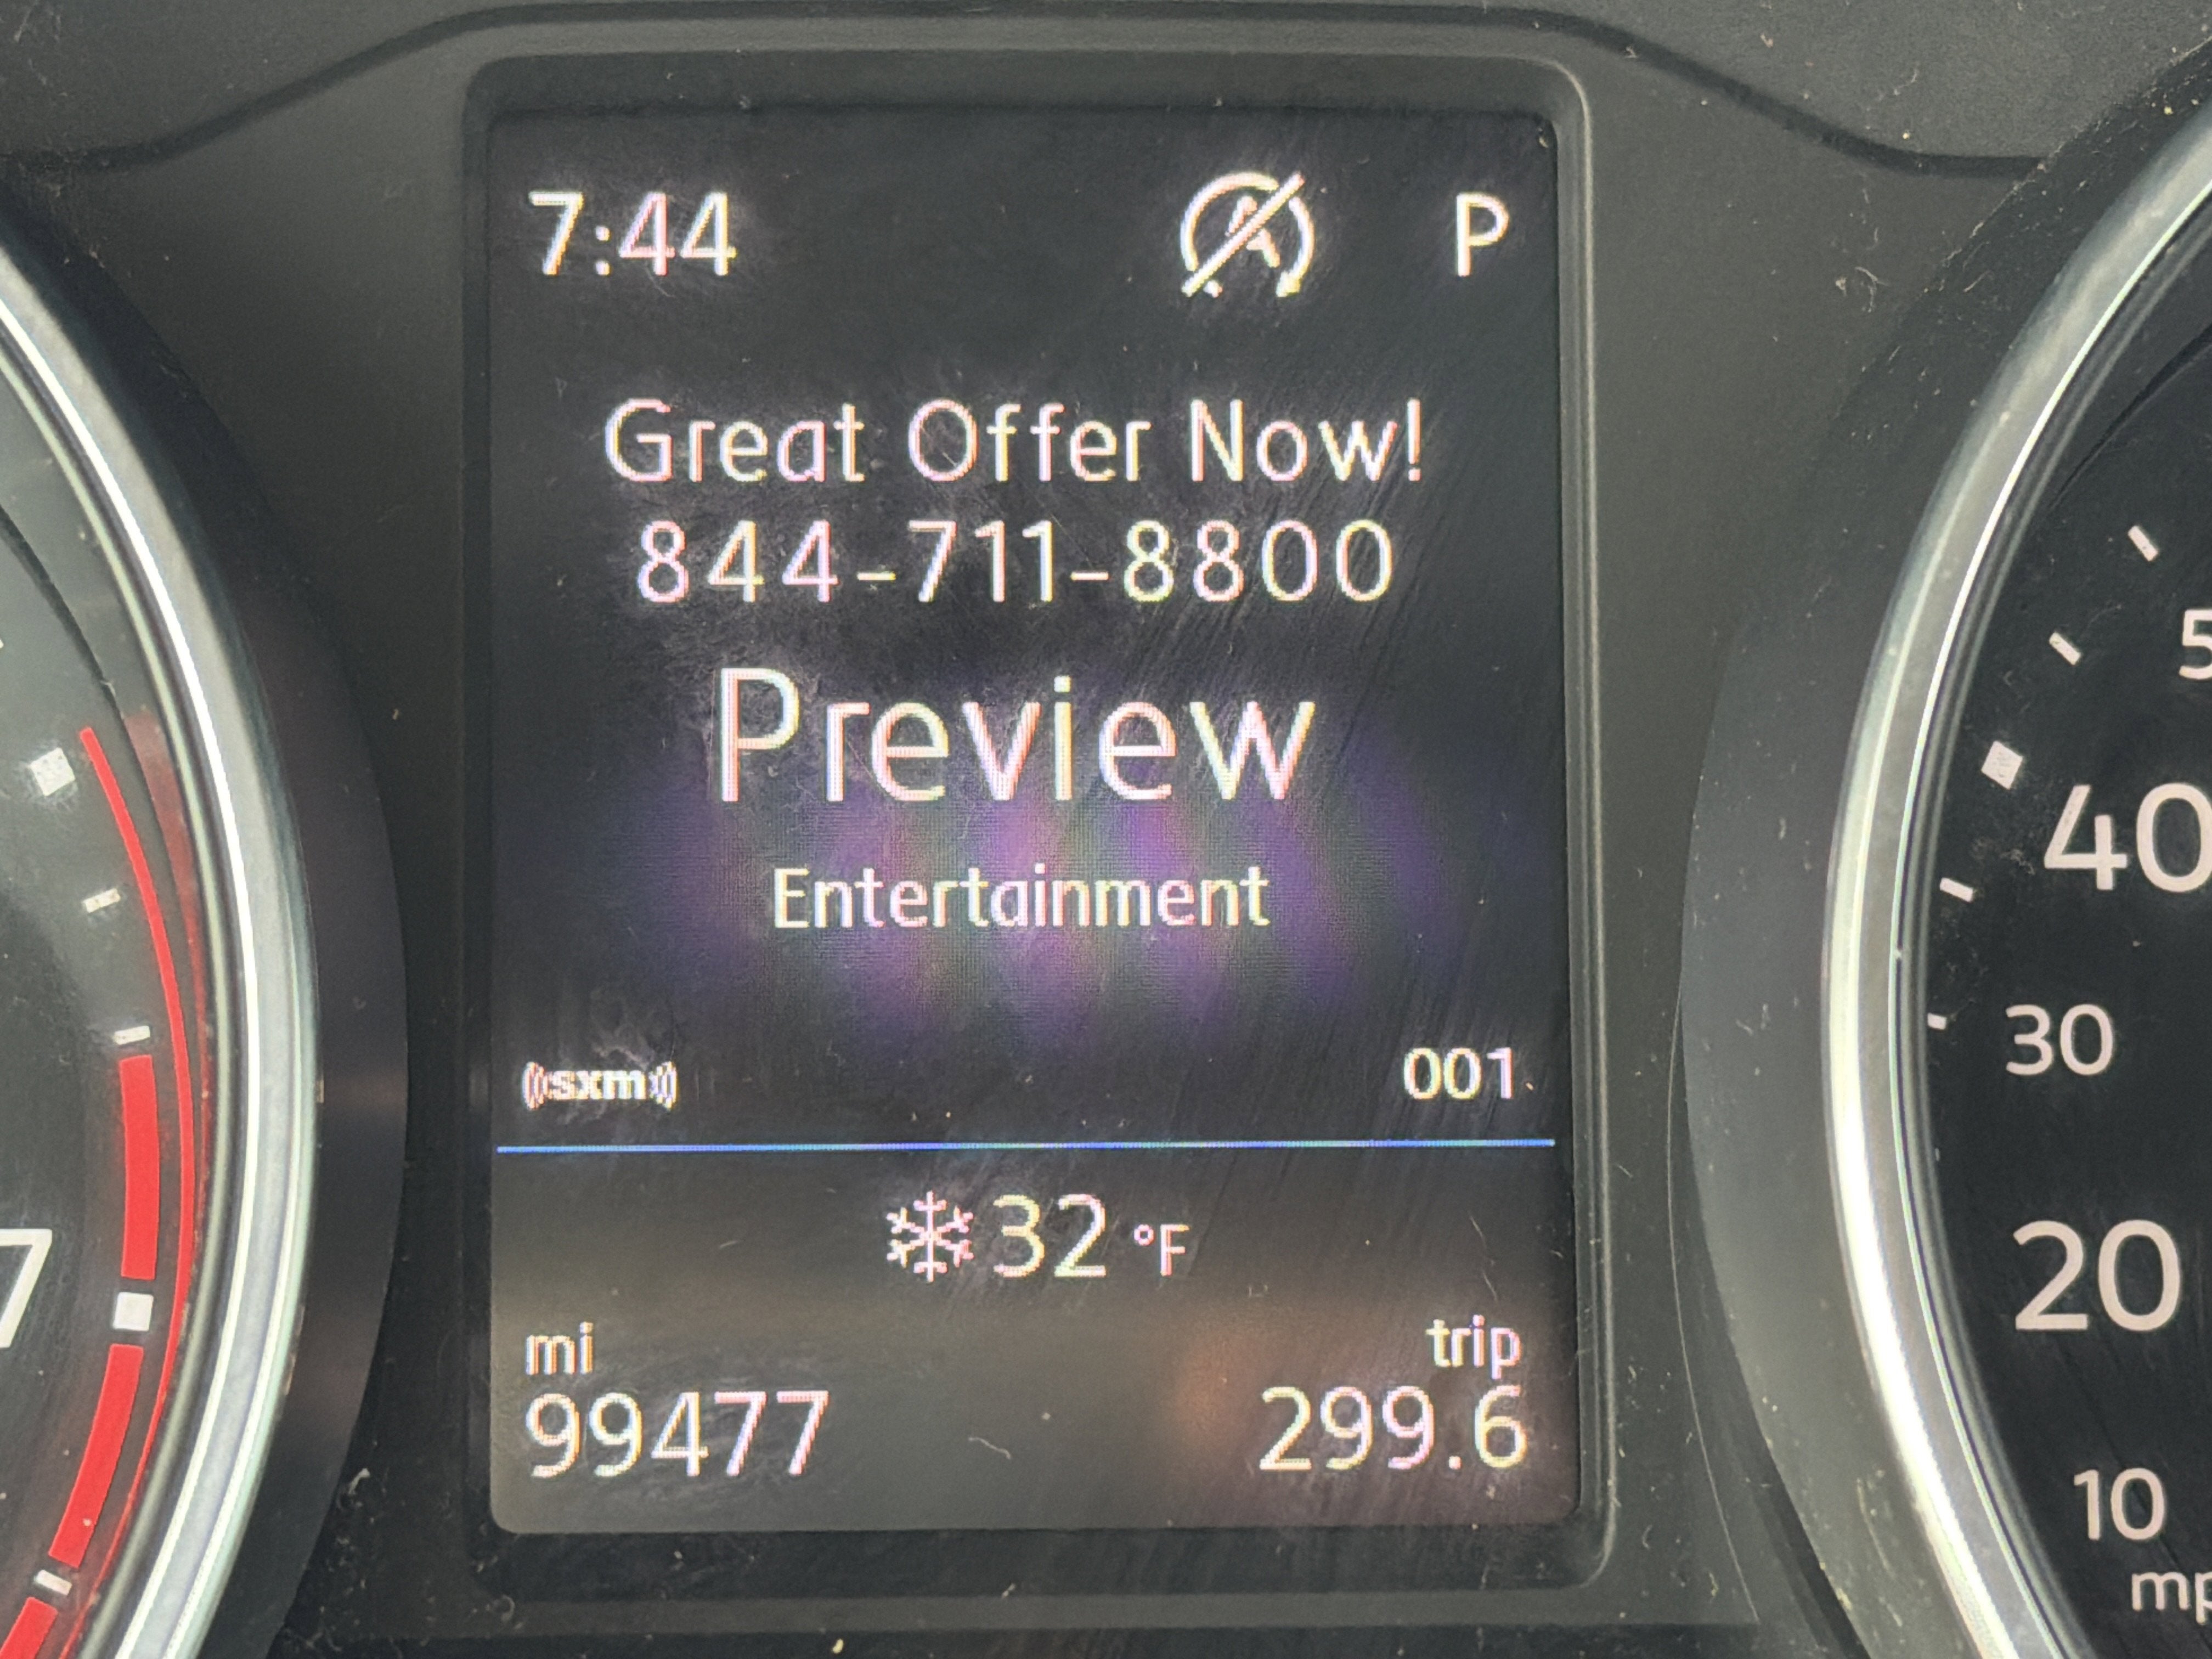 7:44 P
Great Offer Now!
844-711-8800
Preview
Entertainment
sxm 001
32 °F
mi trip
99477 299.6
7
40
30
20
10